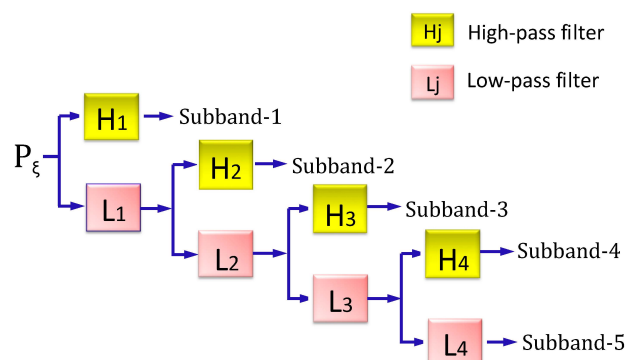 Hj High-pass filter
Lj Low-pass filter
Pξ
H1 Subband-1
L1
H2 Subband-2
L2
H3 Subband-3
L3
H4 Subband-4
L4 Subband-5